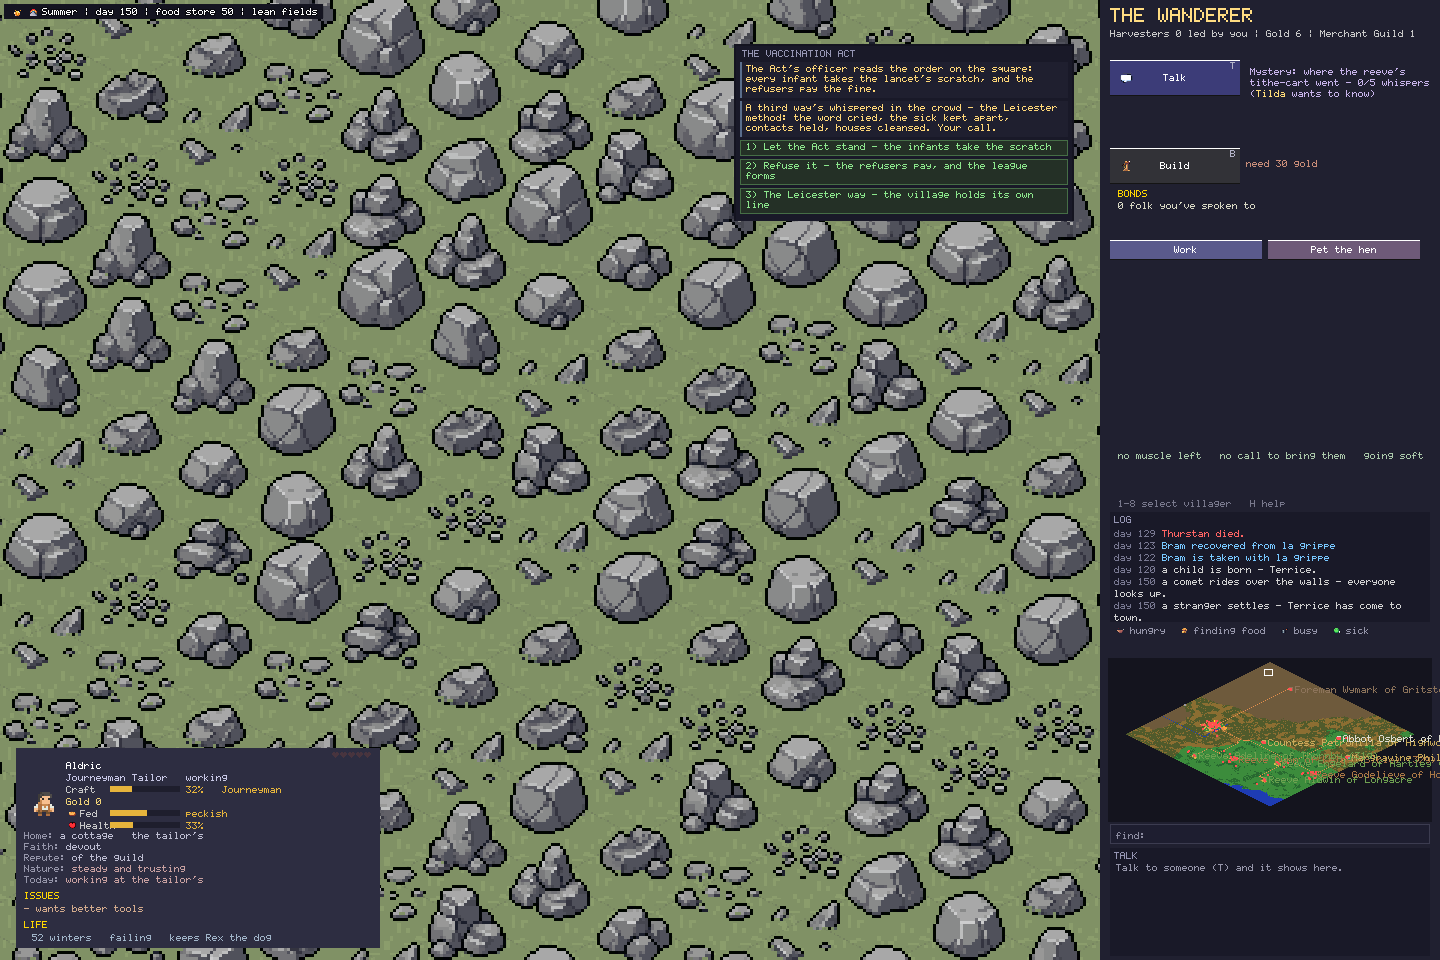 Summer ¦ day 150 ¦ food store 50 ¦ lean fields
THE VACCINATION ACT
The Act's officer reads the order on the square:
every infant takes the lancet's scratch, and the
refusers pay the fine.
A third way's whispered in the crowd - the Leicester
method: the word cried, the sick kept apart,
contacts held, houses cleansed. Your call.
1) Let the Act stand - the infants take the scratch
2) Refuse it - the refusers pay, and the league
forms
3) The Leicester way - the village holds its own
line
THE WANDERER
Harvesters 0 led by you ¦ Gold 6 ¦ Merchant Guild 1
Talk
T
Mystery: where the reeve's
tithe-cart went - 0/5 whispers
(Tilda wants to know)
Build
B
need 30 gold
BONDS
0 folk you've spoken to
Work
Pet the hen
no muscle left no call to bring them going soft
1-8 select villager H help
LOG
day 129 Thurstan died.
day 123 Bram recovered from la grippe
day 122 Bram is taken with la grippe
day 120 a child is born - Terrice.
day 150 a comet rides over the walls - everyone
looks up.
day 150 a stranger settles - Terrice has come to
town.
hungry finding food busy sick
Foreman Wymark of Gritst
Abbot Osbert of
Countess Petronilla of Highwo
find:
TALK
Talk to someone (T) and it shows here.
Aldric
Journeyman Tailor working
Craft 32% Journeyman
Gold 0
Fed peckish
Health 33%
Home: a cottage the tailor's
Faith: devout
Repute: of the guild
Nature: steady and trusting
Today: working at the tailor's
ISSUES
- wants better tools
LIFE
52 winters failing keeps Rex the dog